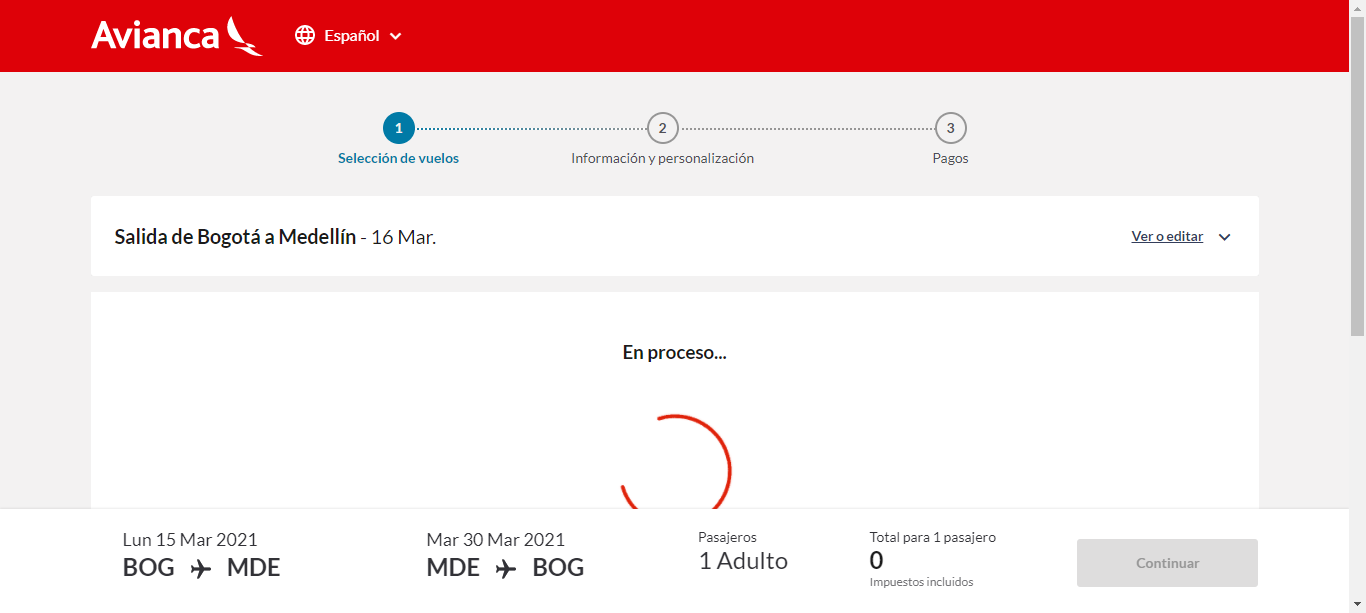 Avianca
Español
1
2
3
Selección de vuelos
Información y personalización
Pagos
Salida de Bogotá a Medellín - 16 Mar.
Ver o editar
En proceso...
Lun 15 Mar 2021
BOG MDE
Mar 30 Mar 2021
MDE BOG
Pasajeros
1 Adulto
Total para 1 pasajero
0
Impuestos incluidos
Continuar